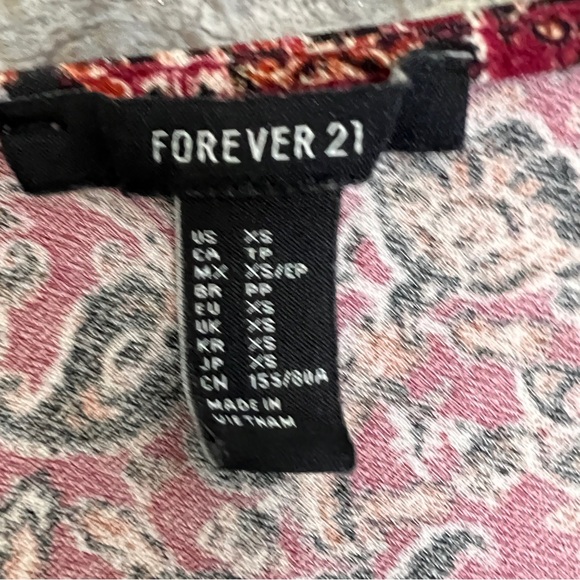 FOREVER 21
US XS
CA TP
MX XS/EP
BR PP
EU XS
UK XS
KR XS
JP XS
CN 155/80A
MADE IN
VIETNAM